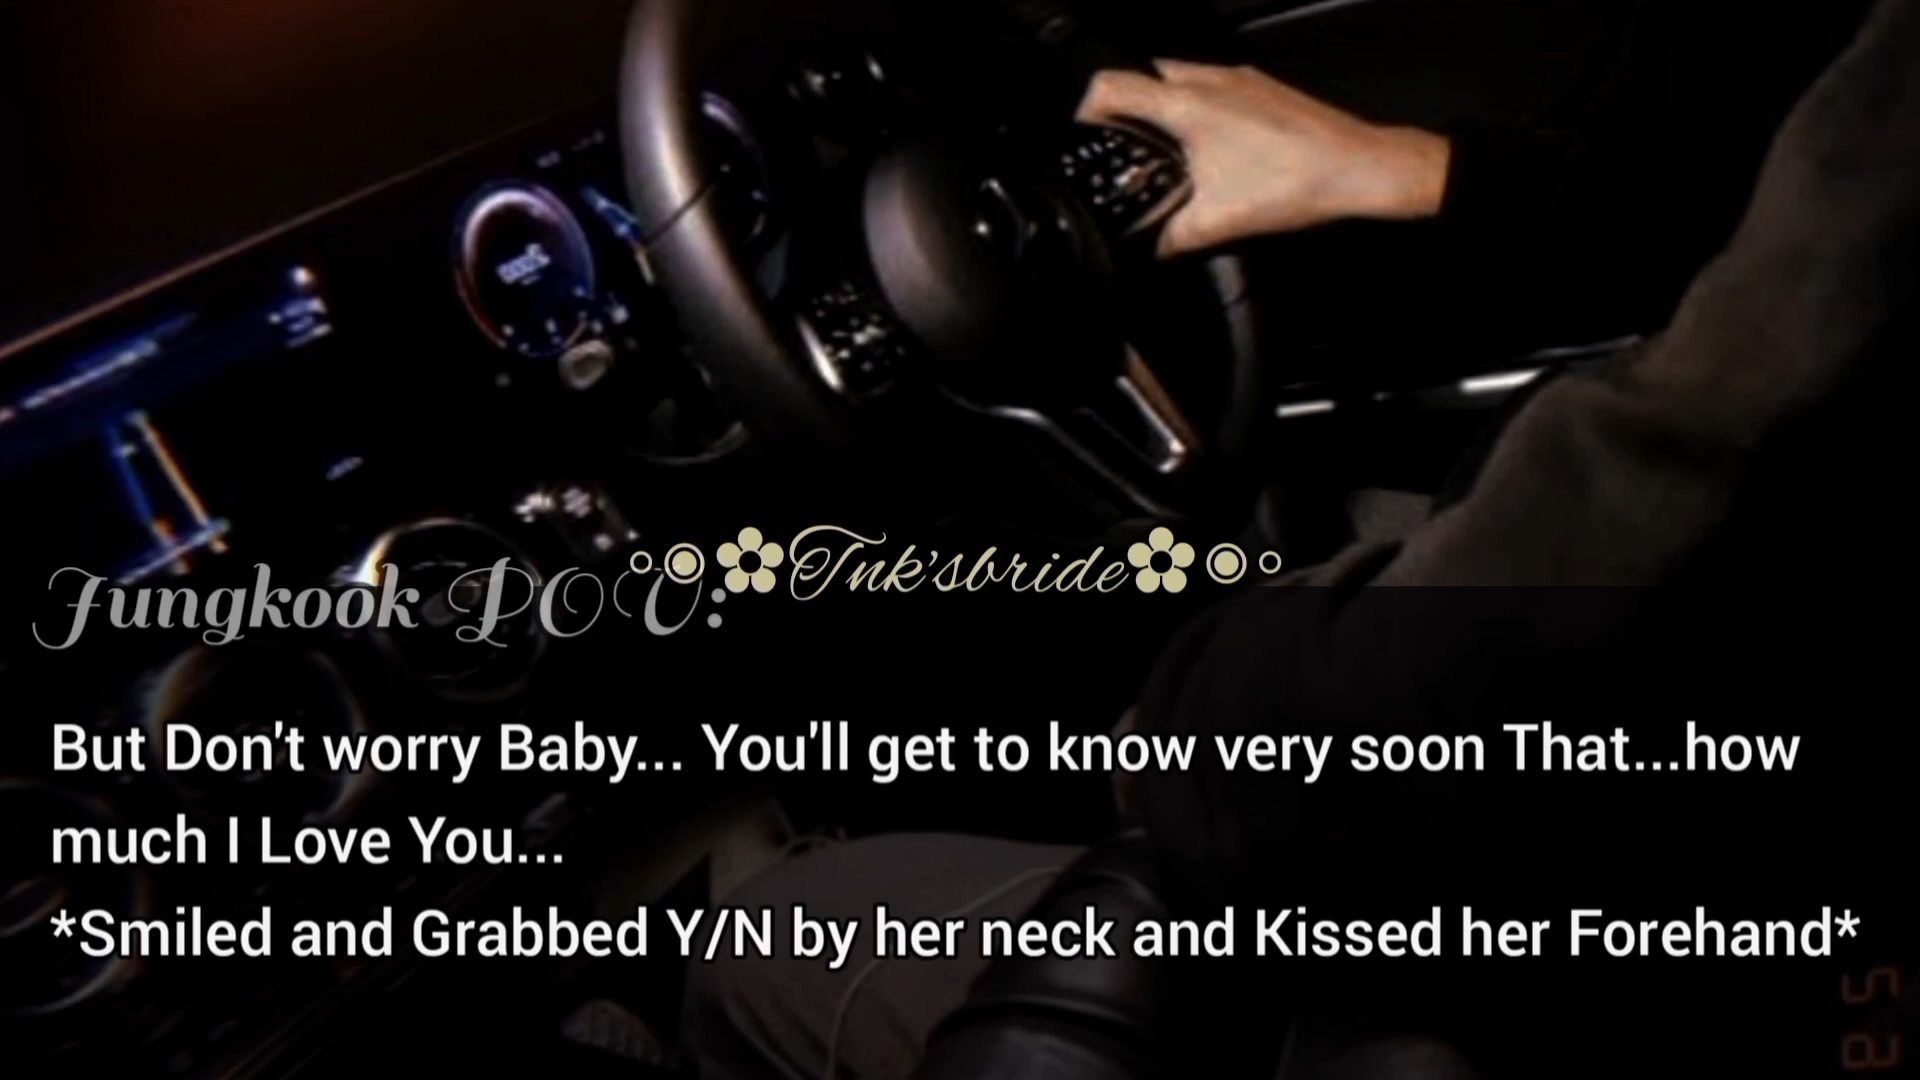 ○◉✿Tnk'sbride✿◉○
Jungkook POV:
But Don't worry Baby... You'll get to know very soon That...how
much I Love You...
*Smiled and Grabbed Y/N by her neck and Kissed her Forehand*